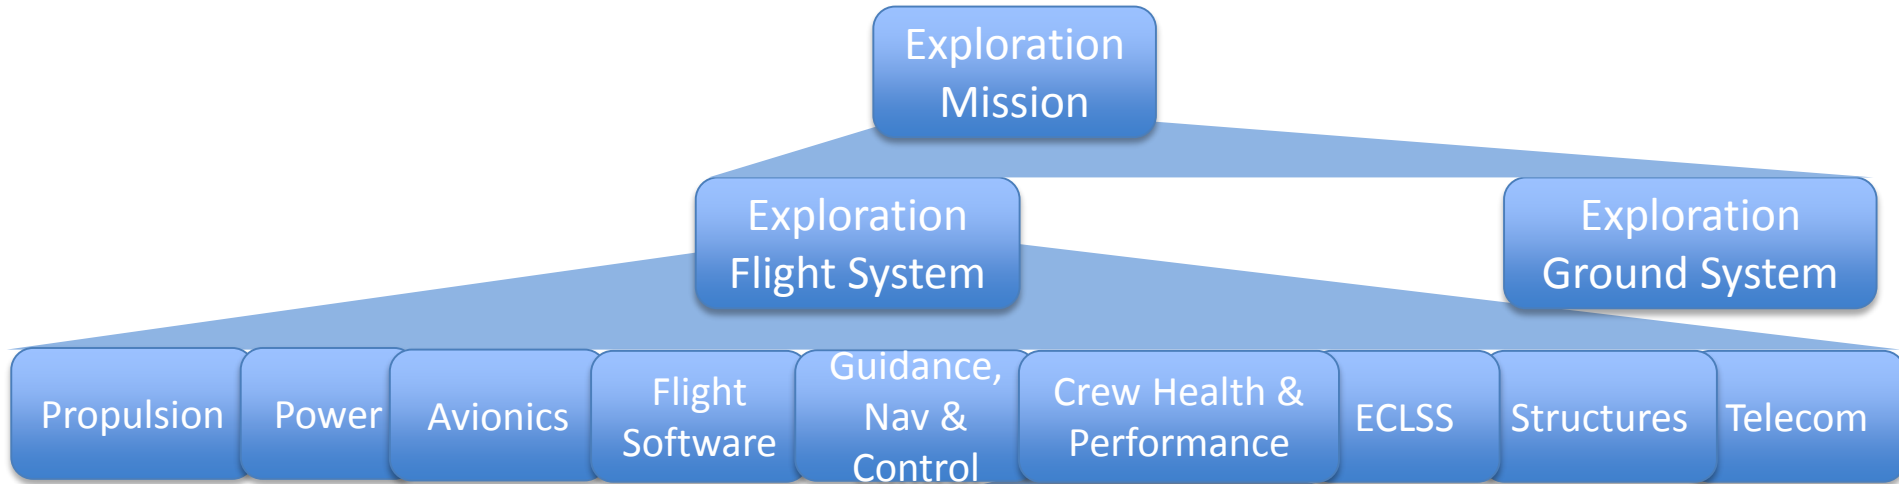 Exploration
Mission
Exploration
Flight System
Exploration
Ground System
Propulsion
Power
Avionics
Flight
Software
Guidance,
Nav &
Control
Crew Health &
Performance
ECLSS
Structures
Telecom